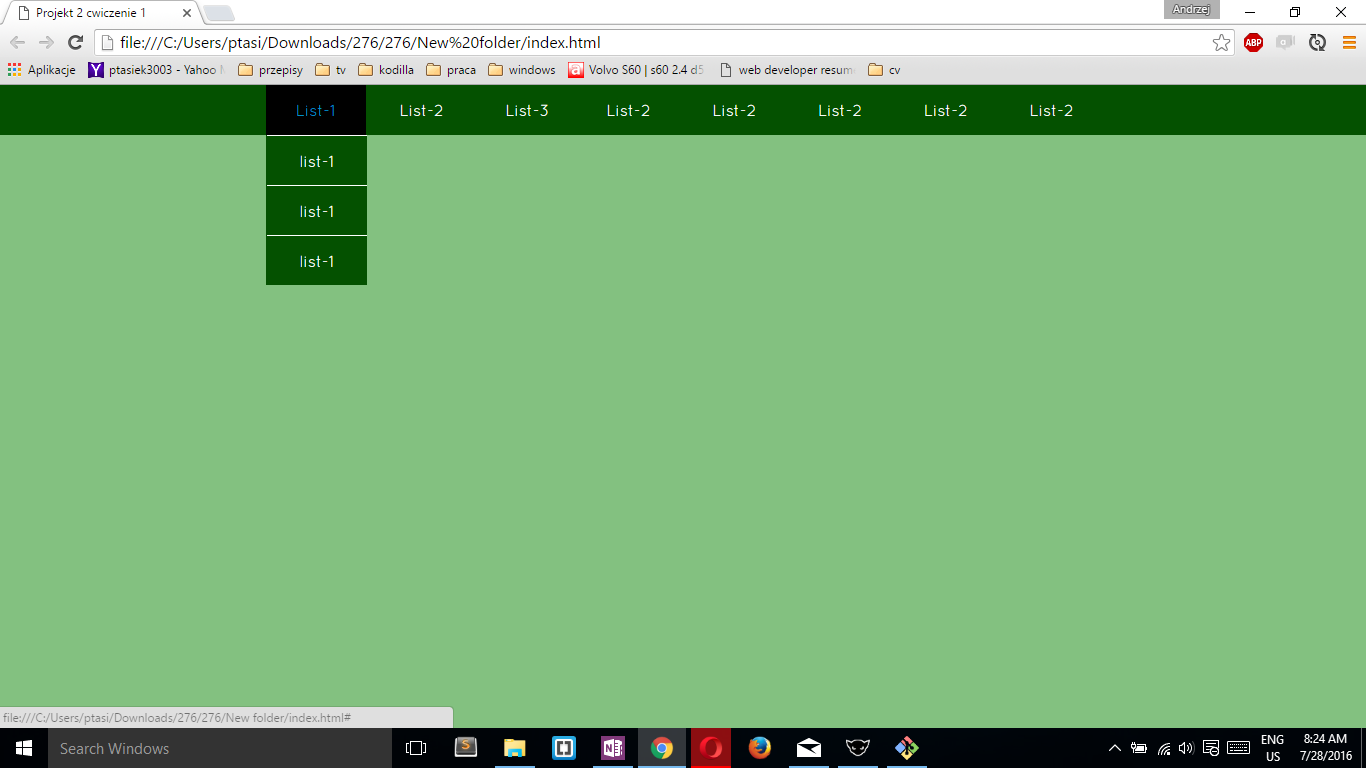 Projekt 2 cwiczenie 1
Andrzej
file:///C:/Users/ptasi/Downloads/276/276/New%20folder/index.html
ABP
Aplikacje ptasiek3003 - Yahoo przepisy tv kodilla praca windows Volvo S60 | s60 2.4 d5 web developer resum cv
List-1 List-2 List-3 List-2 List-2 List-2 List-2 List-2
list-1
list-1
list-1
file:///C:/Users/ptasi/Downloads/276/276/New folder/index.html#
Search Windows
ENG 8:24 AM
US 7/28/2016